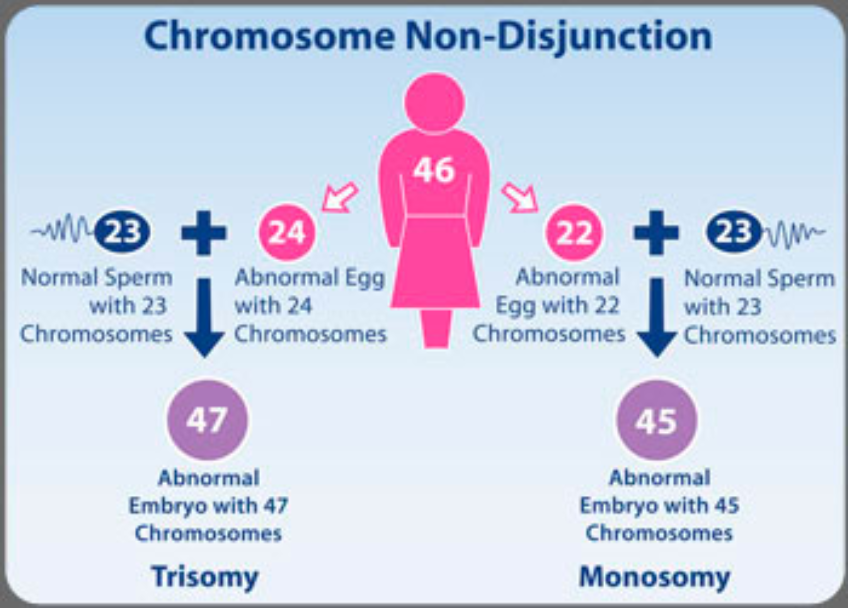 Chromosome Non-Disjunction
46
23
24
22
23
Normal Sperm
with 23
Chromosomes
Abnormal Egg
with 24
Chromosomes
Abnormal
Egg with 22
Chromosomes
Normal Sperm
with 23
Chromosomes
47
45
Abnormal
Embryo with 47
Chromosomes
Abnormal
Embryo with 45
Chromosomes
Trisomy
Monosomy